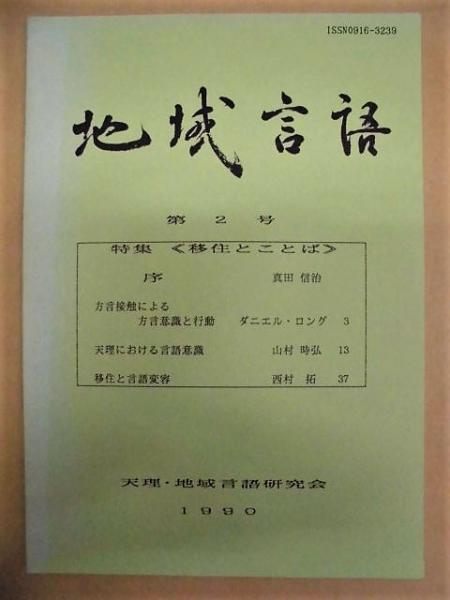 ISSN0916-3239
地域言語
第 2 号
特集 《移住とことば》
序 真田 信治
方言接触による
方言意識と行動 ダニエル・ロング 3
天理における言語意識 山村 時弘 13
移住と言語変容 西村 拓 37
天理・地域言語研究会
1990